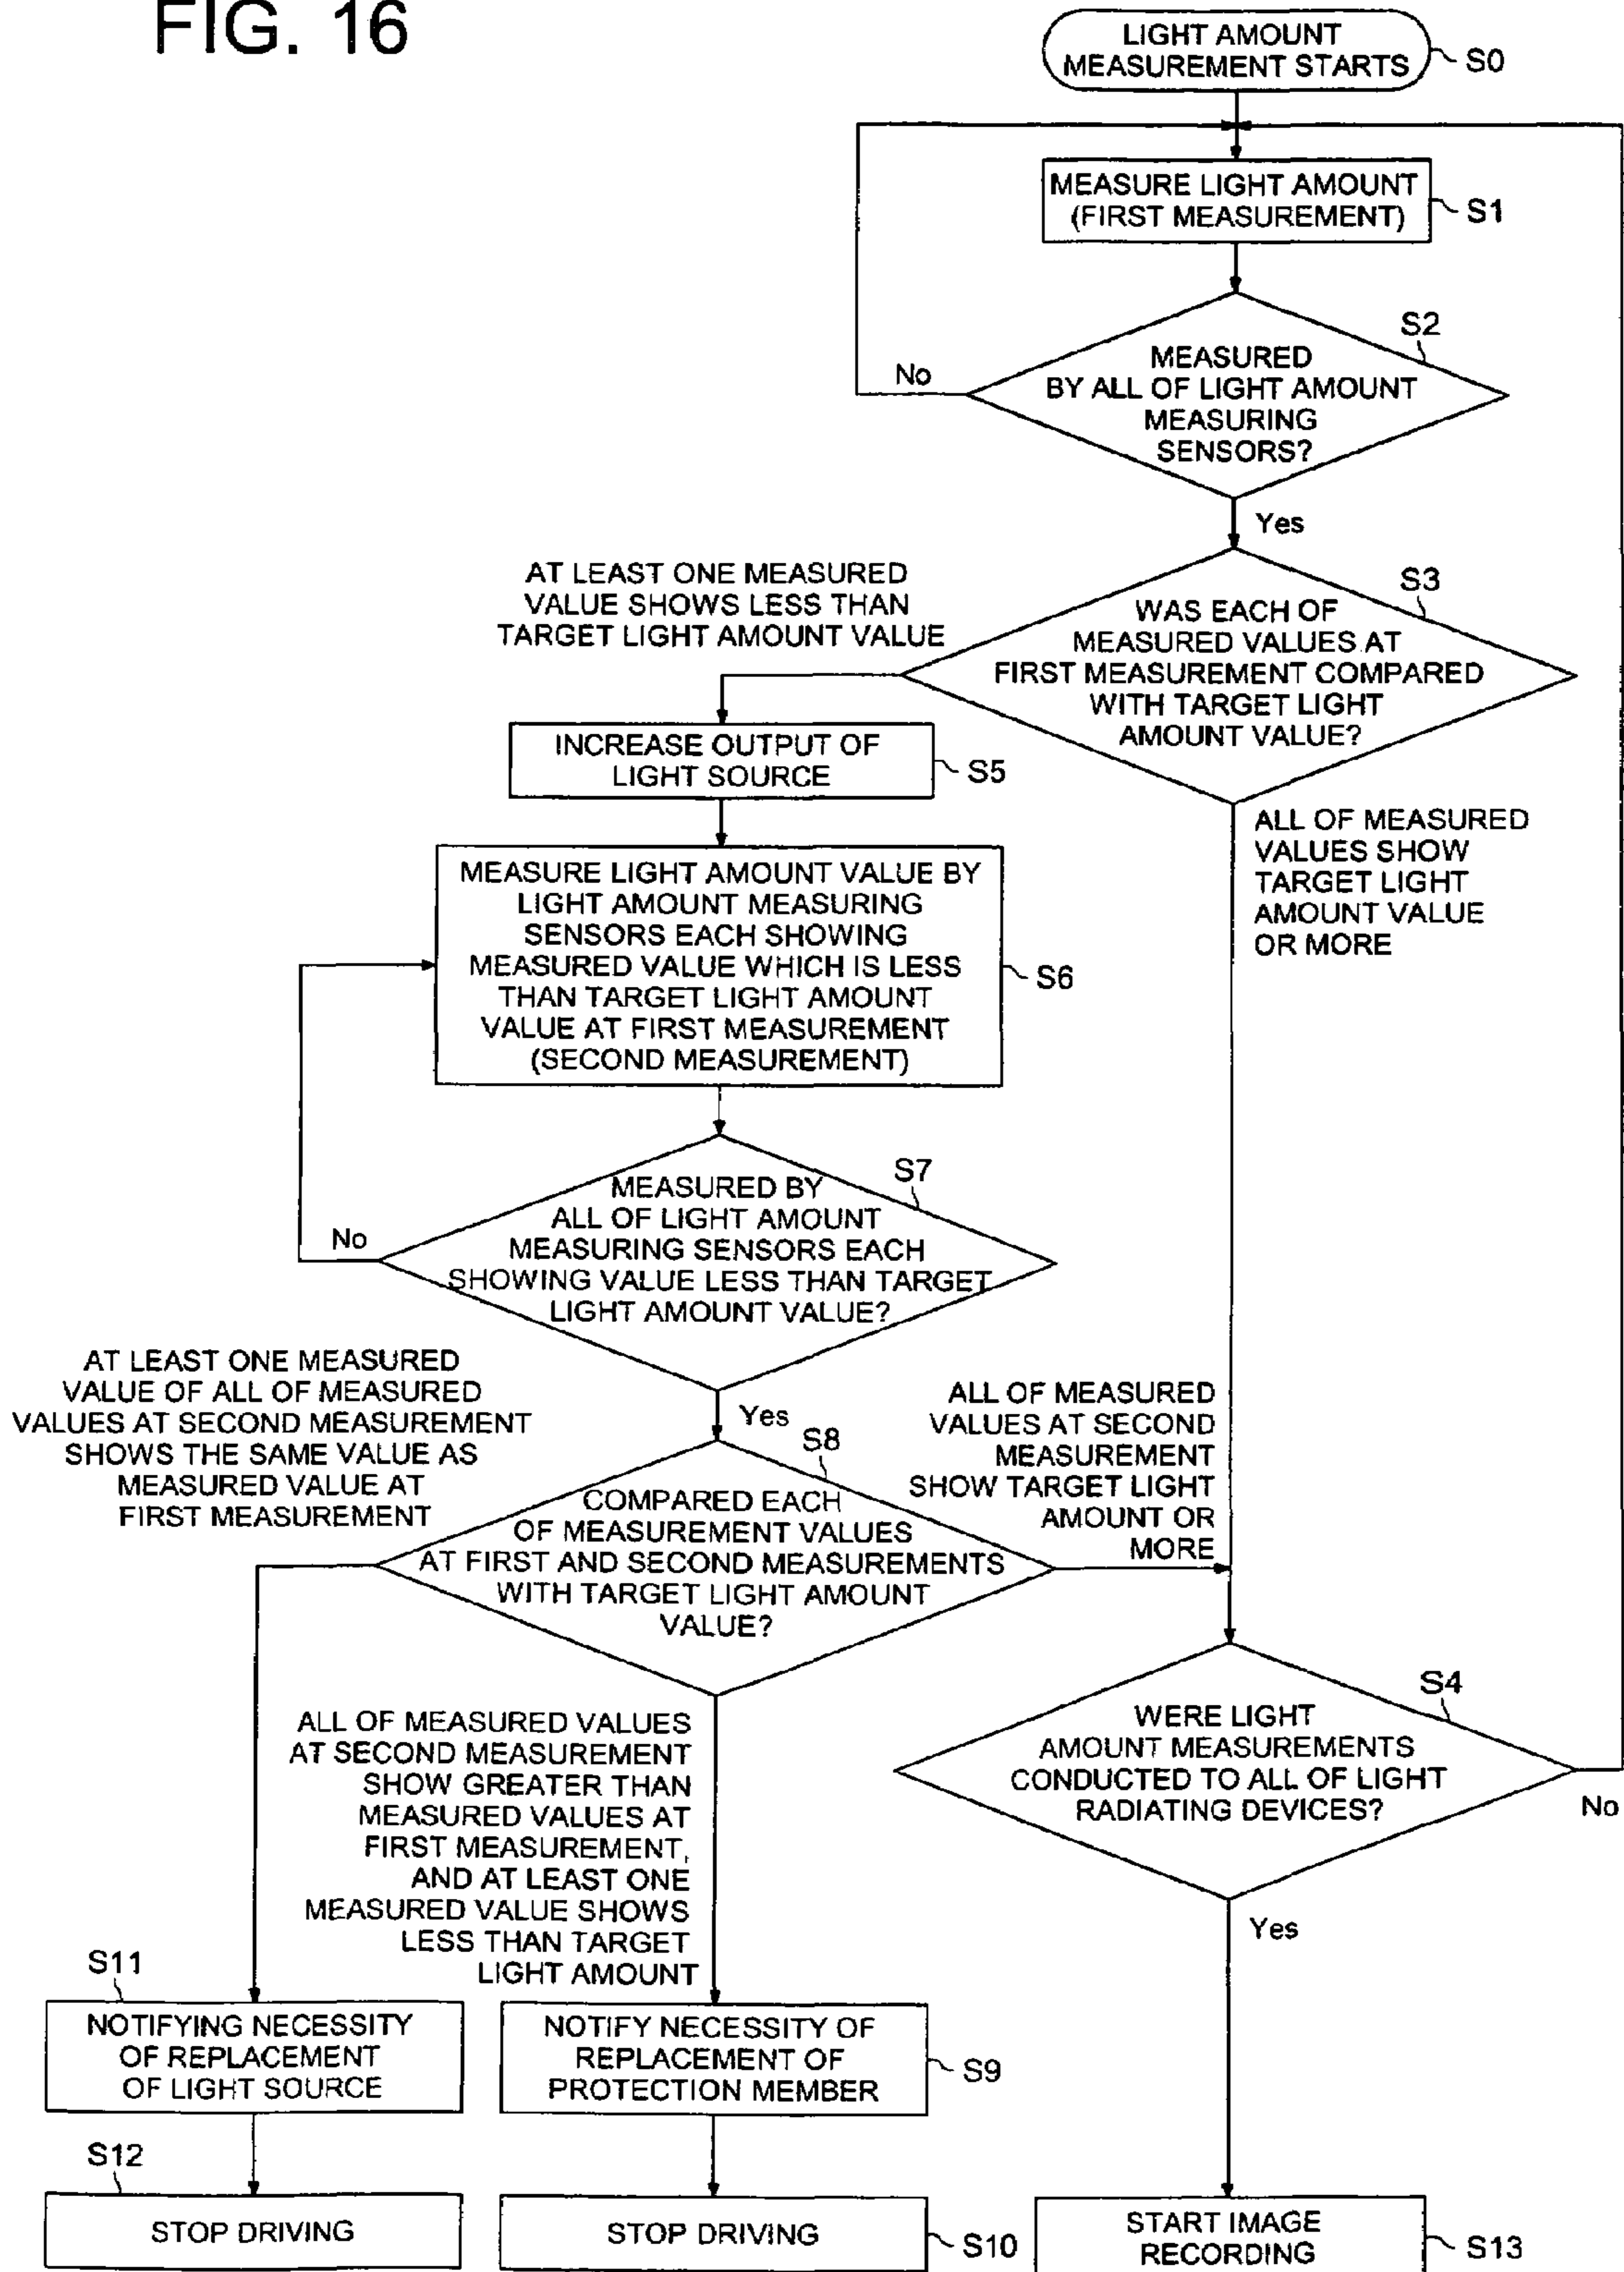 FIG. 16
LIGHT AMOUNT
MEASUREMENT STARTS
S0
MEASURE LIGHT AMOUNT
(FIRST MEASUREMENT)
S1
S2
MEASURED
BY ALL OF LIGHT AMOUNT
MEASURING
SENSORS?
No
Yes
AT LEAST ONE MEASURED
VALUE SHOWS LESS THAN
TARGET LIGHT AMOUNT VALUE
S3
WAS EACH OF
MEASURED VALUES AT
FIRST MEASUREMENT COMPARED
WITH TARGET LIGHT
AMOUNT VALUE?
INCREASE OUTPUT OF
LIGHT SOURCE
S5
ALL OF MEASURED
VALUES SHOW
TARGET LIGHT
AMOUNT VALUE
OR MORE
MEASURE LIGHT AMOUNT VALUE BY
LIGHT AMOUNT MEASURING
SENSORS EACH SHOWING
MEASURED VALUE WHICH IS LESS
THAN TARGET LIGHT AMOUNT
VALUE AT FIRST MEASUREMENT
(SECOND MEASUREMENT)
S6
S7
MEASURED BY
ALL OF LIGHT AMOUNT
MEASURING SENSORS EACH
SHOWING VALUE LESS THAN TARGET
LIGHT AMOUNT VALUE?
No
Yes
AT LEAST ONE MEASURED
VALUE OF ALL OF MEASURED
VALUES AT SECOND MEASUREMENT
SHOWS THE SAME VALUE AS
MEASURED VALUE AT
FIRST MEASUREMENT
S8
COMPARED EACH
OF MEASUREMENT VALUES
AT FIRST AND SECOND MEASUREMENTS
WITH TARGET LIGHT AMOUNT
VALUE?
ALL OF MEASURED
VALUES AT SECOND
MEASUREMENT
SHOW TARGET LIGHT
AMOUNT OR
MORE
S4
WERE LIGHT
AMOUNT MEASUREMENTS
CONDUCTED TO ALL OF LIGHT
RADIATING DEVICES?
No
Yes
ALL OF MEASURED VALUES
AT SECOND MEASUREMENT
SHOW GREATER THAN
MEASURED VALUES AT
FIRST MEASUREMENT,
AND AT LEAST ONE
MEASURED VALUE SHOWS
LESS THAN TARGET
LIGHT AMOUNT
S11
NOTIFYING NECESSITY
OF REPLACEMENT
OF LIGHT SOURCE
NOTIFY NECESSITY OF
REPLACEMENT OF
PROTECTION MEMBER
S9
S12
STOP DRIVING
STOP DRIVING
S10
START IMAGE
RECORDING
S13